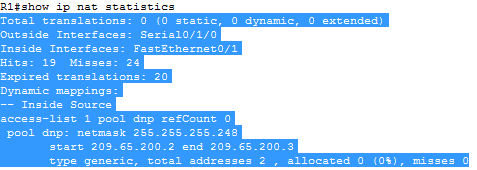 R1#show ip nat statistics
Total translations: 0 (0 static, 0 dynamic, 0 extended)
Outside Interfaces: Serial0/1/0
Inside Interfaces: FastEthernet0/1
Hits: 19  Misses: 24
Expired translations: 20
Dynamic mappings:
-- Inside Source
access-list 1 pool dnp refCount 0
 pool dnp: netmask 255.255.255.248
       start 209.65.200.2 end 209.65.200.3
       type generic, total addresses 2 , allocated 0 (0%), misses 0